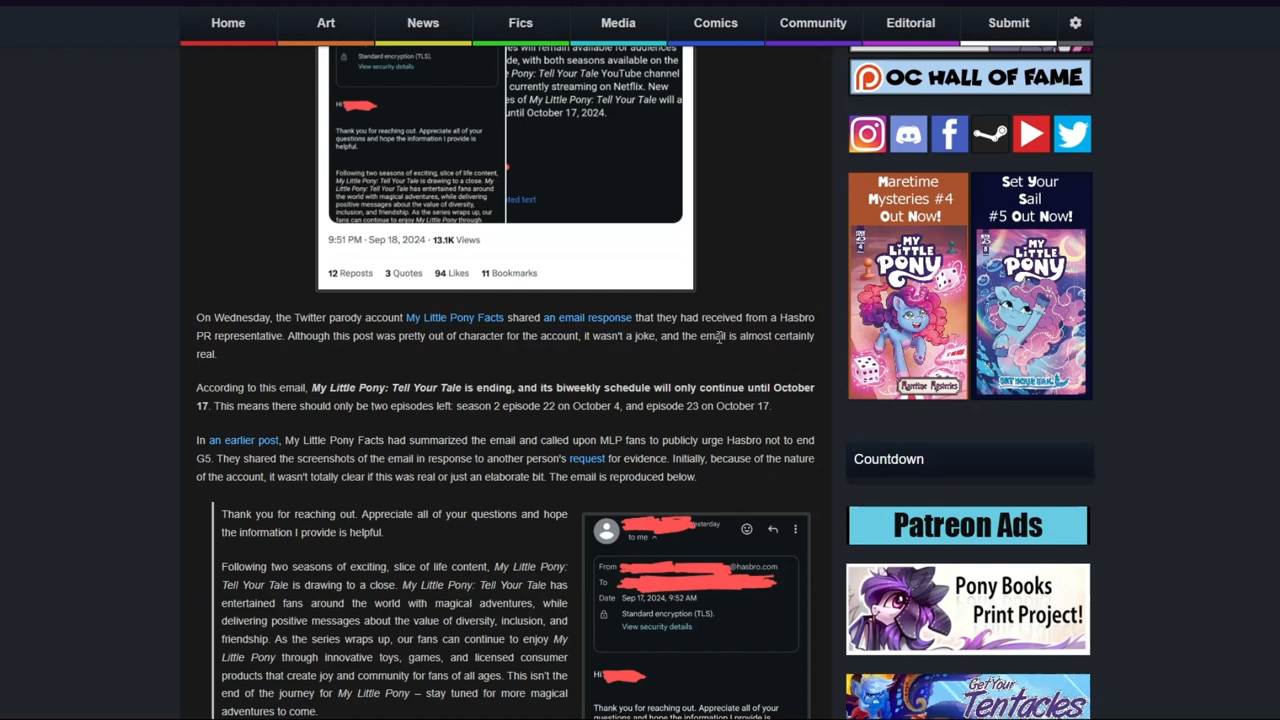 Home Art News Fics Media Comics Community Editorial Submit
Standard encryption (TLS).
View security details
Hi
Thank you for reaching out. Appreciate all of your
questions and hope the information I provide is
helpful.
Following two seasons of exciting, slice of life content,
My Little Pony: Tell Your Tale is drawing to a close. My
Little Pony: Tell Your Tale has entertained fans around
the world with magical adventures, while delivering
positive messages about the value of diversity,
inclusion, and friendship. As the series wraps up, our
fans can continue to enjoy My Little Pony through
es will remain available for audiences
de, with both seasons available on the
Pony: Tell Your Tale YouTube channel
currently streaming on Netflix. New
es of My Little Pony: Tell Your Tale will a
until October 17, 2024.
ted text
9:51 PM · Sep 18, 2024 · 13.1K Views
12 Reposts 3 Quotes 94 Likes 11 Bookmarks
On Wednesday, the Twitter parody account My Little Pony Facts shared an email response that they had received from a Hasbro
PR representative. Although this post was pretty out of character for the account, it wasn't a joke, and the email is almost certainly
real.
According to this email, My Little Pony: Tell Your Tale is ending, and its biweekly schedule will only continue until October
17. This means there should only be two episodes left: season 2 episode 22 on October 4, and episode 23 on October 17.
In an earlier post, My Little Pony Facts had summarized the email and called upon MLP fans to publicly urge Hasbro not to end
G5. They shared the screenshots of the email in response to another person's request for evidence. Initially, because of the nature
of the account, it wasn't totally clear if this was real or just an elaborate bit. The email is reproduced below.
Thank you for reaching out. Appreciate all of your questions and hope
the information I provide is helpful.
Following two seasons of exciting, slice of life content, My Little Pony:
Tell Your Tale is drawing to a close. My Little Pony: Tell Your Tale has
entertained fans around the world with magical adventures, while
delivering positive messages about the value of diversity, inclusion, and
friendship. As the series wraps up, our fans can continue to enjoy My
Little Pony through innovative toys, games, and licensed consumer
products that create joy and community for fans of all ages. This isn't the
end of the journey for My Little Pony – stay tuned for more magical
adventures to come.
Yesterday
to me
From @hasbro.com
To
Date Sep 17, 2024, 9:52 AM
Standard encryption (TLS).
View security details
Hi
Thank you for reaching out. Appreciate all of your
OC HALL OF FAME
Maretime
Mysteries #4
Out Now!
MY
LITTLE
PONY
Maretime Mysteries
Set Your
Sail
#5 Out Now!
MY
LITTLE
PONY
SET YOUR SAIL
Countdown
Patreon Ads
Pony Books
Print Project!
GET YOUR
Tentacles